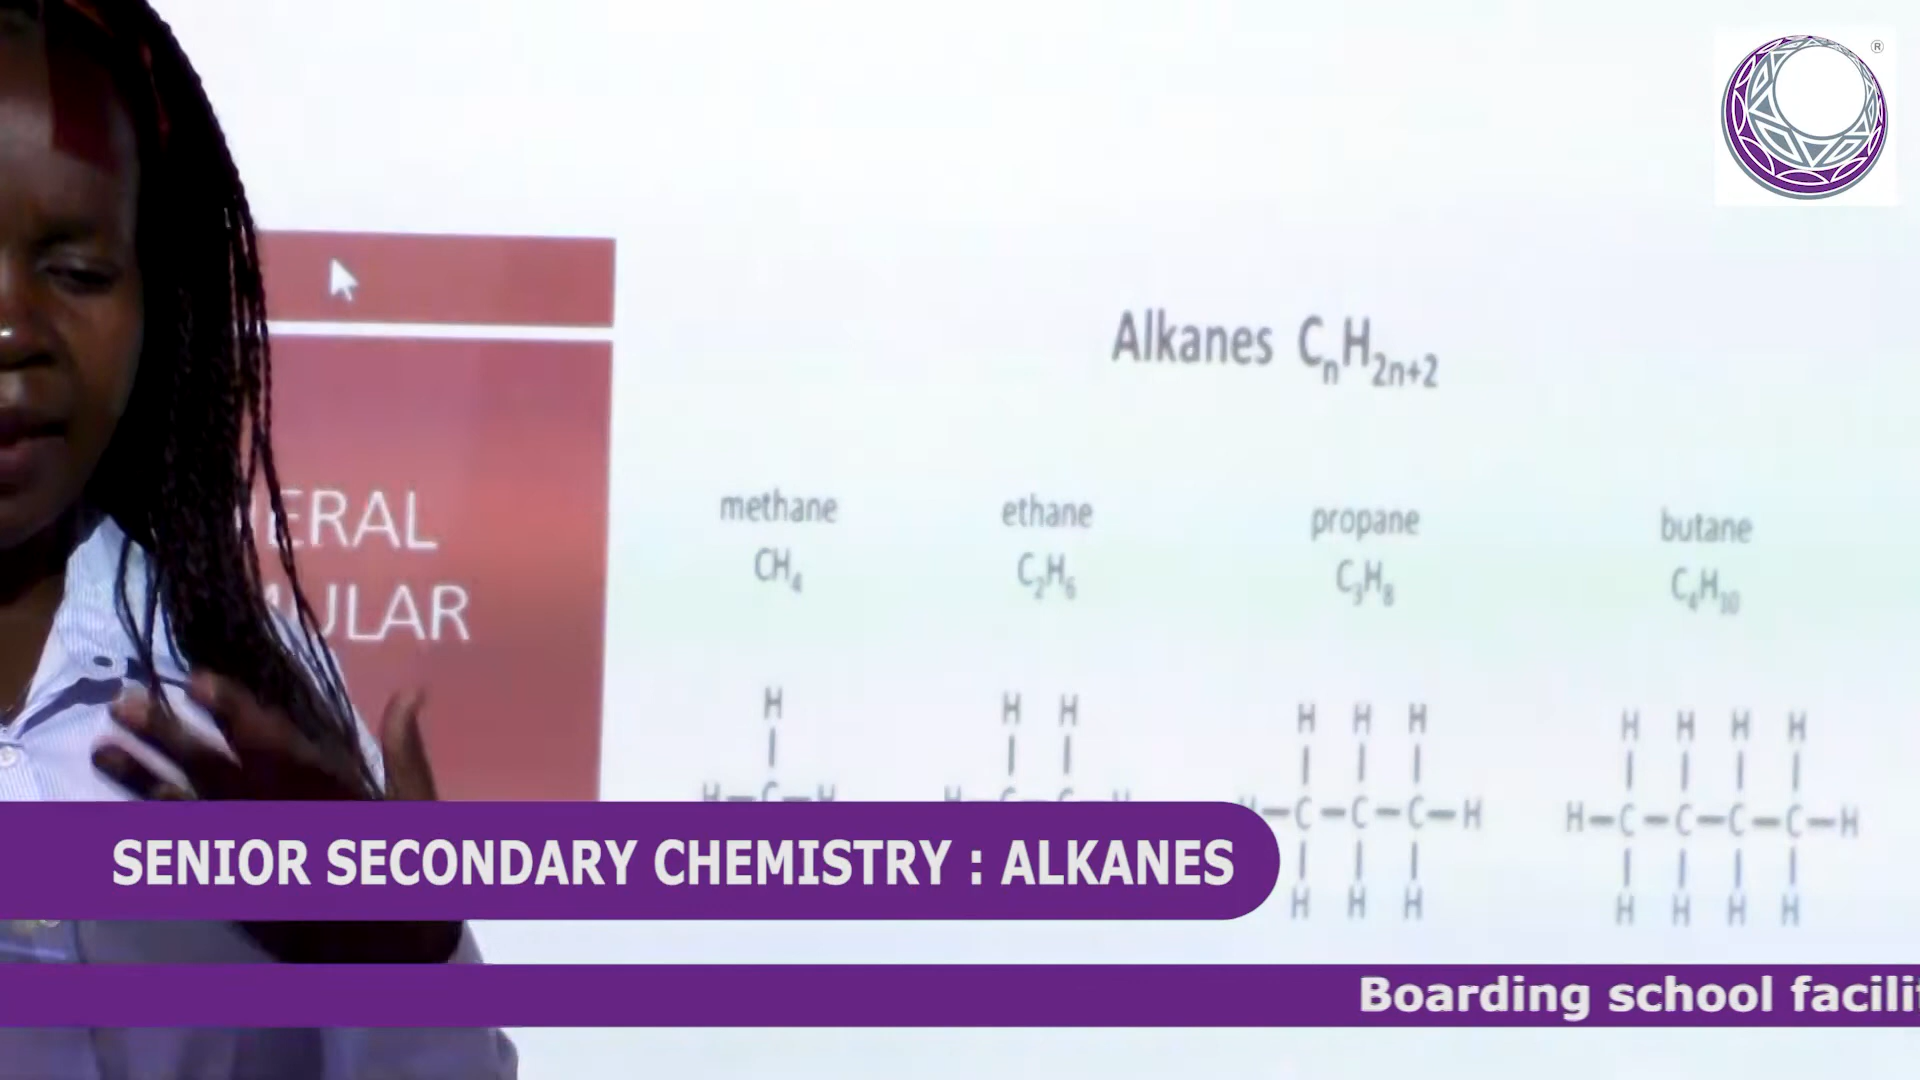 ®
Alkanes CₙH₂ₙ₊₂
ERAL
ULAR
methane ethane propane butane
CH₄ C₂H₆ C₃H₈ C₄H₁₀
H H H H H H H H H H
H C H H C C H C C C H H C C C C H
H H H H H H H
SENIOR SECONDARY CHEMISTRY : ALKANES
Boarding school facili